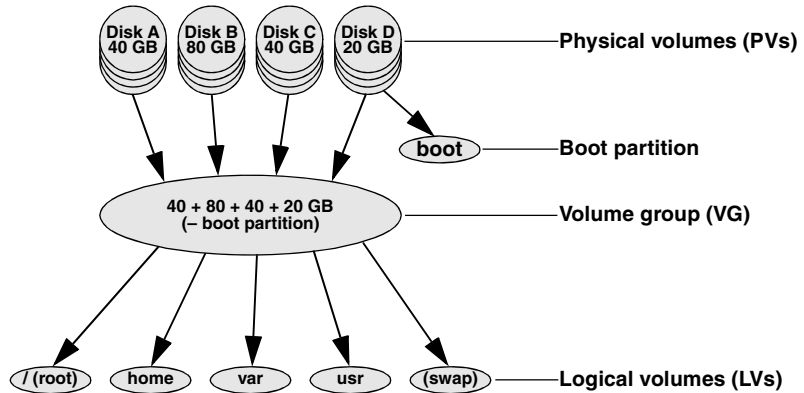 Disk A
40 GB
Disk B
80 GB
Disk C
40 GB
Disk D
20 GB
Physical volumes (PVs)
boot
Boot partition
40 + 80 + 40 + 20 GB
(– boot partition)
Volume group (VG)
/ (root)
home
var
usr
(swap)
Logical volumes (LVs)